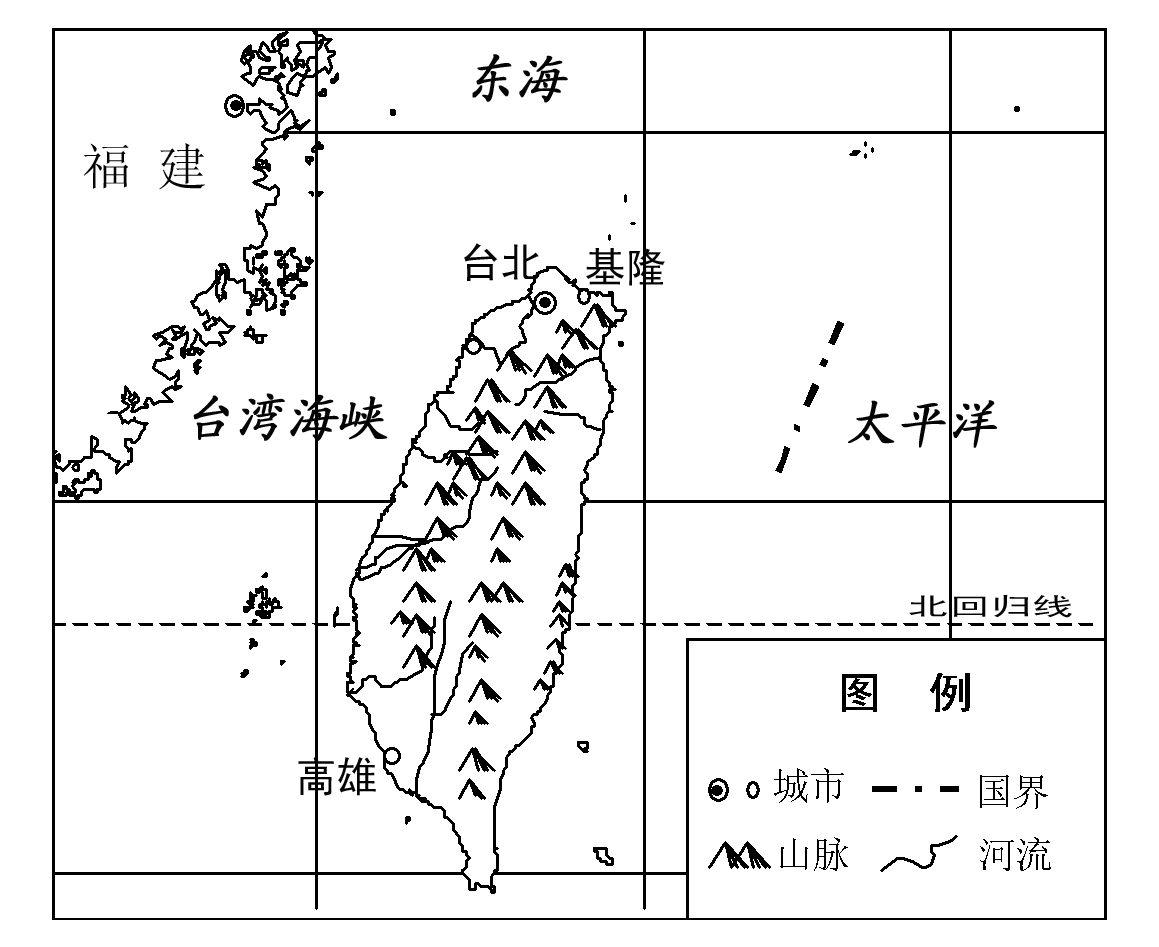 东海
福 建
台北
基隆
台湾海峡
太平洋
北回归线
高雄
图 例
城市
国界
山脉
河流